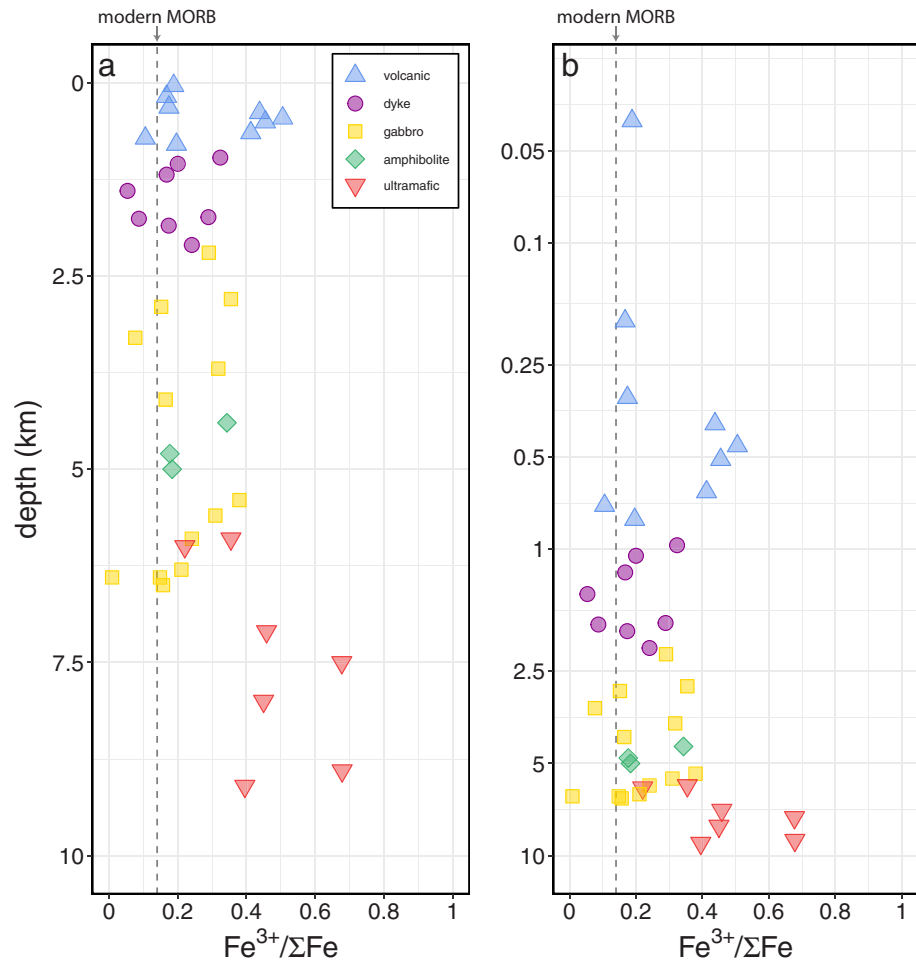 modern MORB
modern MORB
a
b
volcanic
dyke
gabbro
amphibolite
ultramafic
depth (km)
0
2.5
5
7.5
10
0.05
0.1
0.25
0.5
1
2.5
5
10
0 0.2 0.4 0.6 0.8 1
0 0.2 0.4 0.6 0.8 1
Fe³⁺/ΣFe
Fe³⁺/ΣFe